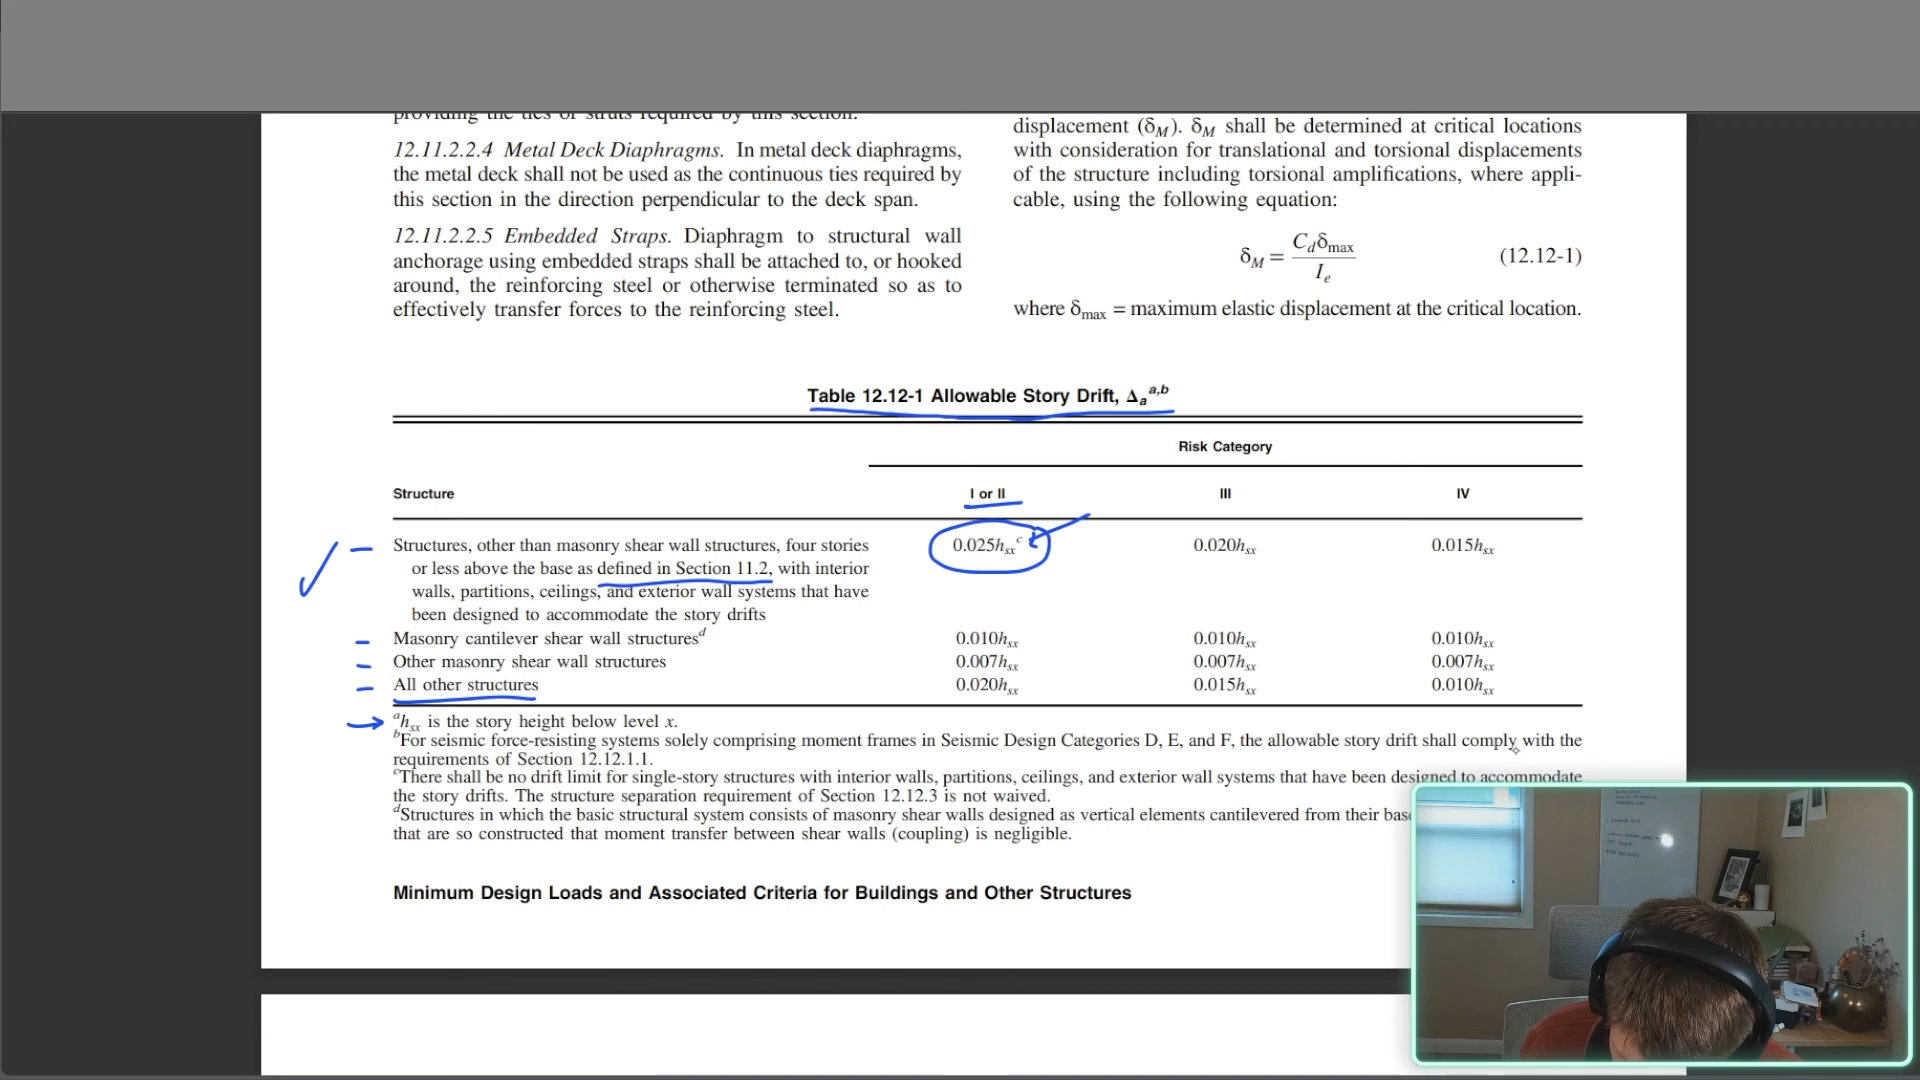 providing the ties or struts required by this section.
12.11.2.2.4 Metal Deck Diaphragms. In metal deck diaphragms,
the metal deck shall not be used as the continuous ties required by
this section in the direction perpendicular to the deck span.
12.11.2.2.5 Embedded Straps. Diaphragm to structural wall
anchorage using embedded straps shall be attached to, or hooked
around, the reinforcing steel or otherwise terminated so as to
effectively transfer forces to the reinforcing steel.
displacement (δM). δM shall be determined at critical locations
with consideration for translational and torsional displacements
of the structure including torsional amplifications, where appli-
cable, using the following equation:
δM = Cdδmax / Ie (12.12-1)
where δmax = maximum elastic displacement at the critical location.
Table 12.12-1 Allowable Story Drift, Δa a,b
Risk Category
Structure I or II III IV
Structures, other than masonry shear wall structures, four stories 0.025hsx c 0.020hsx 0.015hsx
or less above the base as defined in Section 11.2, with interior
walls, partitions, ceilings, and exterior wall systems that have
been designed to accommodate the story drifts
Masonry cantilever shear wall structures d 0.010hsx 0.010hsx 0.010hsx
Other masonry shear wall structures 0.007hsx 0.007hsx 0.007hsx
All other structures 0.020hsx 0.015hsx 0.010hsx
a hsx is the story height below level x.
b For seismic force-resisting systems solely comprising moment frames in Seismic Design Categories D, E, and F, the allowable story drift shall comply with the
requirements of Section 12.12.1.1.
c There shall be no drift limit for single-story structures with interior walls, partitions, ceilings, and exterior wall systems that have been designed to accommodate
the story drifts. The structure separation requirement of Section 12.12.3 is not waived.
d Structures in which the basic structural system consists of masonry shear walls designed as vertical elements cantilevered from their
that are so constructed that moment transfer between shear walls (coupling) is negligible.
Minimum Design Loads and Associated Criteria for Buildings and Other Structures